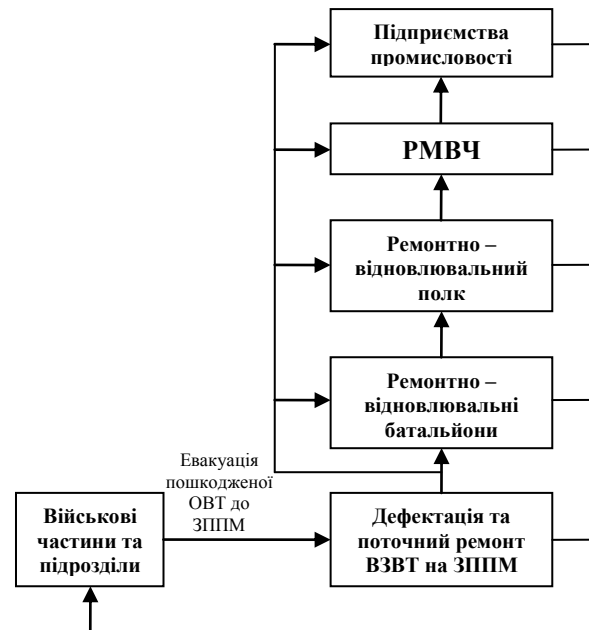 Підприємства
промисловості
РМВЧ
Ремонтно –
відновлювальний
полк
Ремонтно –
відновлювальні
батальйони
Евакуація
пошкодженої
ОВТ до
ЗППМ
Військові
частини та
підрозділи
Дефектація та
поточний ремонт
ВЗВТ на ЗППМ